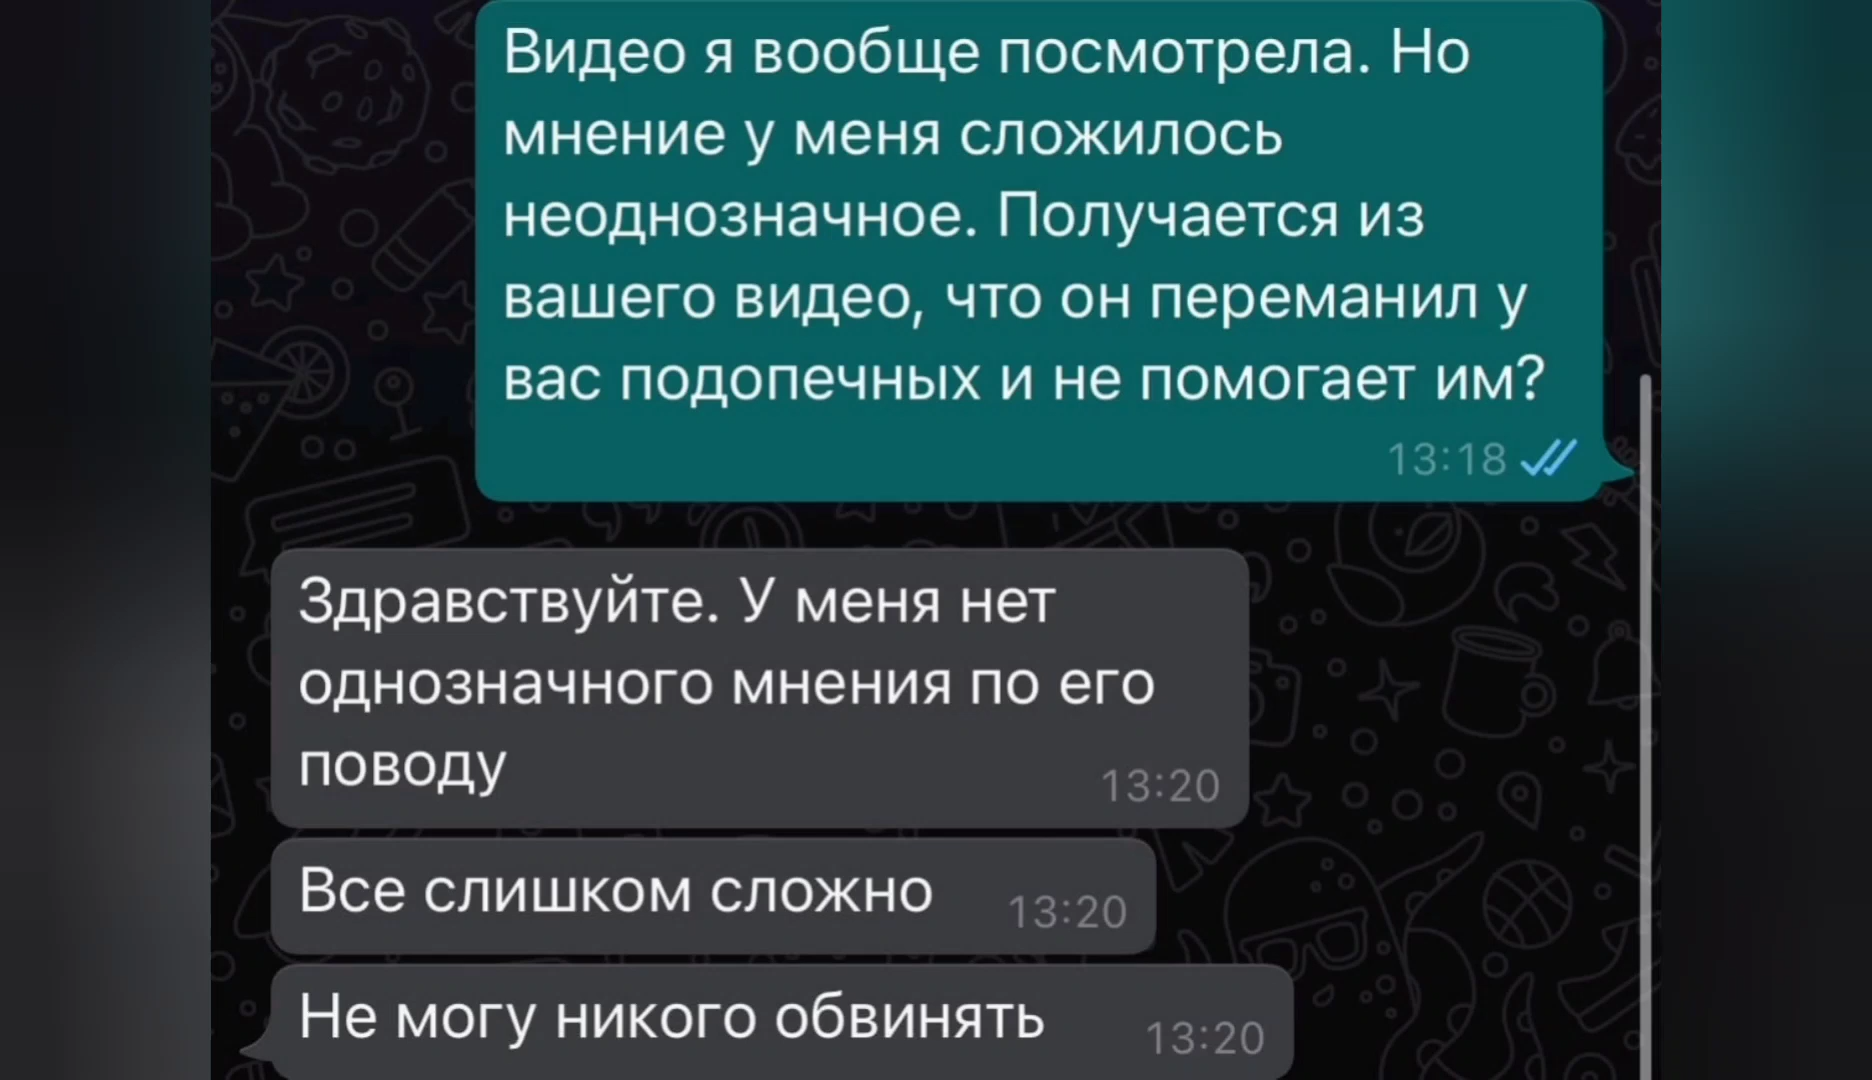 Видео я вообще посмотрела. Но
мнение у меня сложилось
неоднозначное. Получается из
вашего видео, что он переманил у
вас подопечных и не помогает им?
13:18
Здравствуйте. У меня нет
однозначного мнения по его
поводу
13:20
Все слишком сложно
13:20
Не могу никого обвинять
13:20